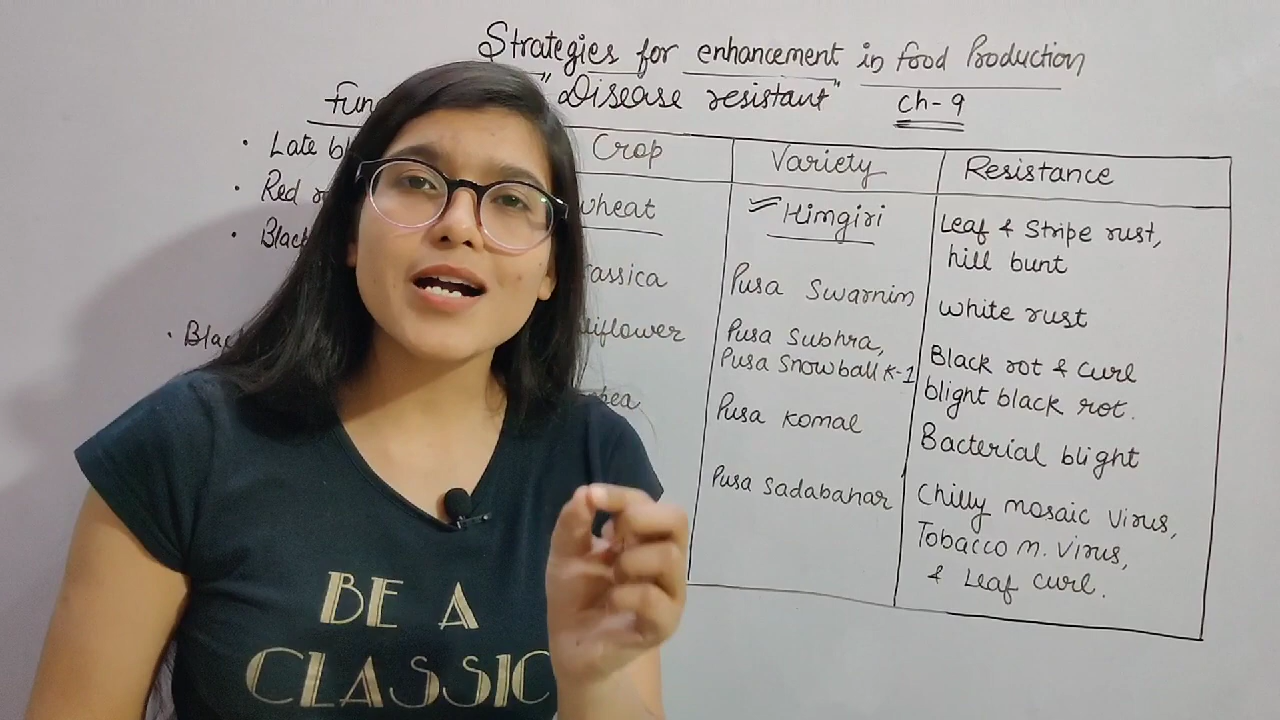 Strategies for enhancement in food Production
"Disease resistant"
Ch-9
Late
Red
Crop
Variety
Resistance
wheat
Himgiri
Leaf & Stripe rust,
hill bunt
Pusa Swarnim
white rust
Pusa Subhra,
Pusa Snowball K-1
Black rot & Curl
blight black rot.
Pusa Komal
Bacterial blight
Pusa Sadabahar
Chilly mosaic Virus,
Tobacco m. Virus,
& Leaf Curl.
BE A
CLASSIC